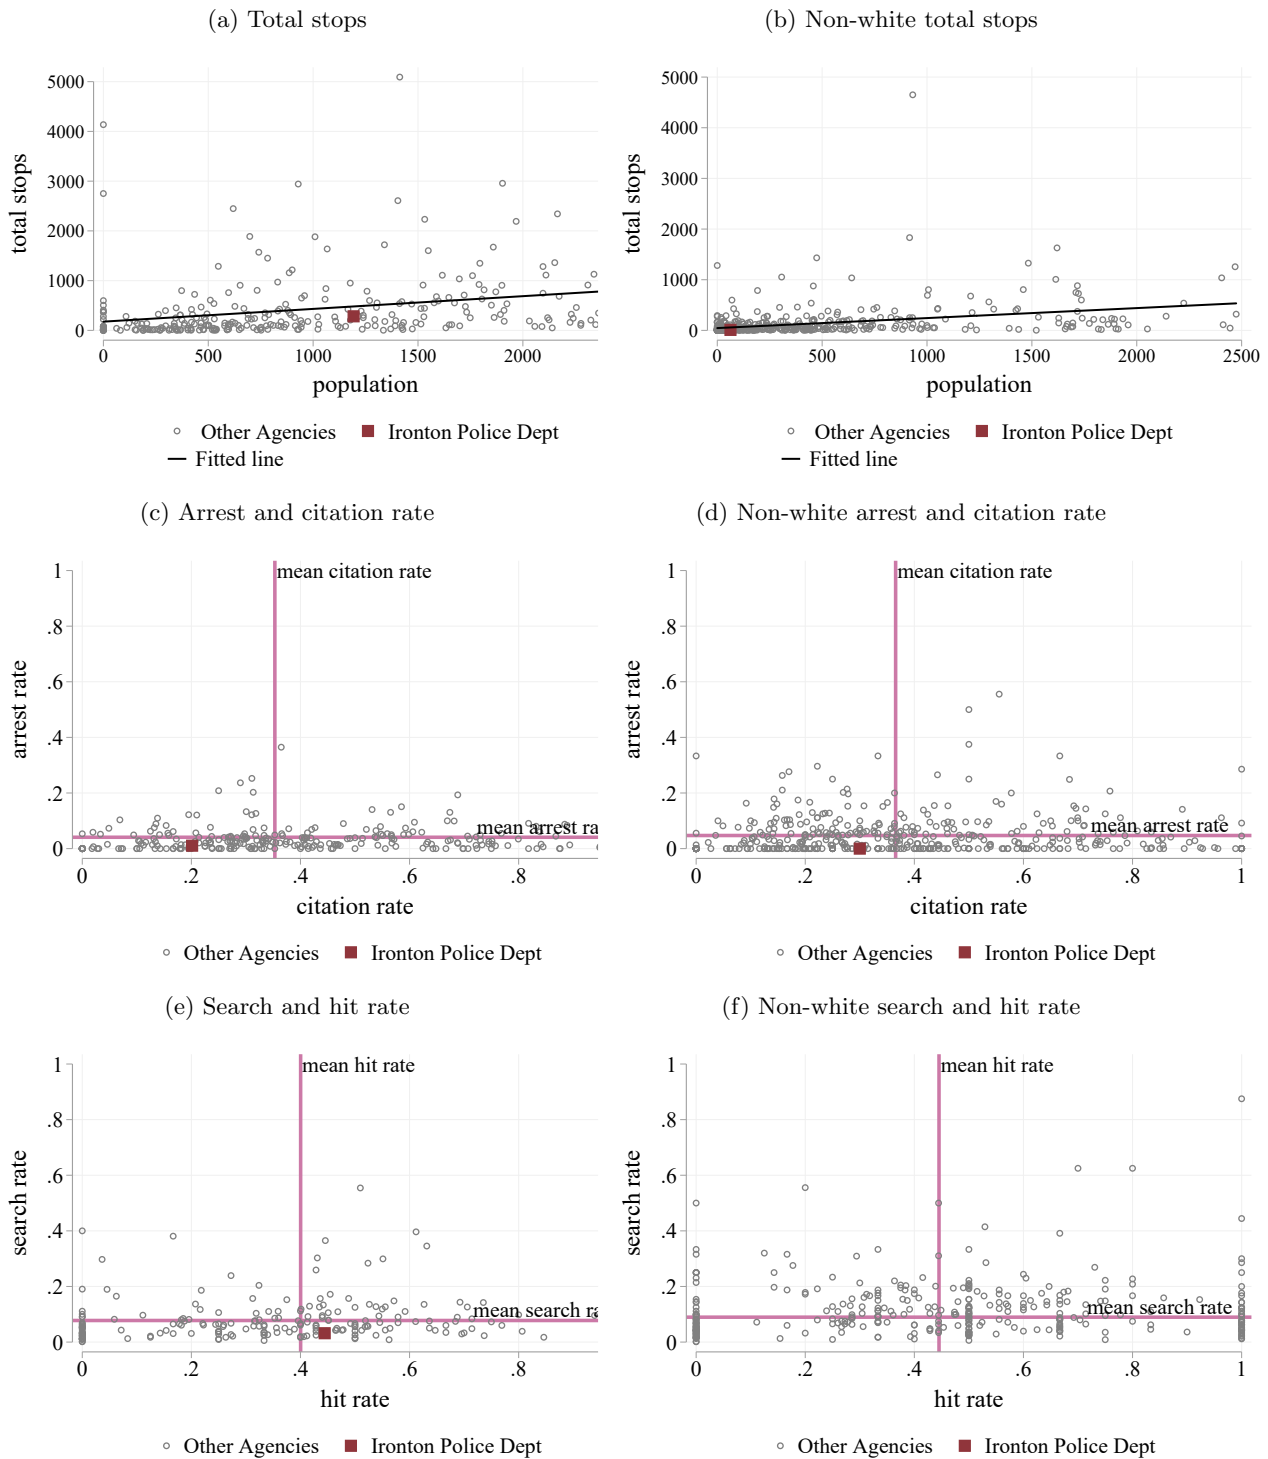 (a) Total stops
(b) Non-white total stops
total stops
5000
4000
3000
2000
1000
0
0 500 1000 1500 2000
population
Other Agencies Ironton Police Dept
Fitted line
total stops
5000
4000
3000
2000
1000
0
0 500 1000 1500 2000 2500
population
Other Agencies Ironton Police Dept
Fitted line
(c) Arrest and citation rate
(d) Non-white arrest and citation rate
arrest rate
1
.8
.6
.4
.2
0
mean citation rate
mean arrest ra
0 .2 .4 .6 .8
citation rate
Other Agencies Ironton Police Dept
arrest rate
1
.8
.6
.4
.2
0
mean citation rate
mean arrest rate
0 .2 .4 .6 .8 1
citation rate
Other Agencies Ironton Police Dept
(e) Search and hit rate
(f) Non-white search and hit rate
search rate
1
.8
.6
.4
.2
0
mean hit rate
mean search ra
0 .2 .4 .6 .8
hit rate
Other Agencies Ironton Police Dept
search rate
1
.8
.6
.4
.2
0
mean hit rate
mean search rate
0 .2 .4 .6 .8 1
hit rate
Other Agencies Ironton Police Dept